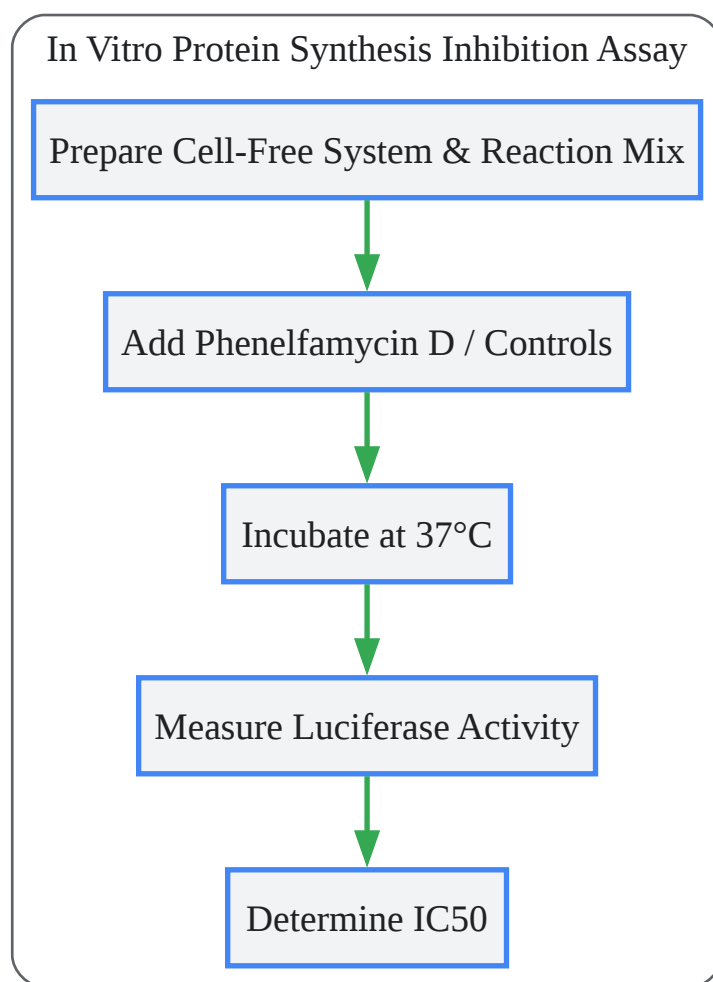 In Vitro Protein Synthesis Inhibition Assay
Prepare Cell-Free System & Reaction Mix
Add Phenelfamycin D / Controls
Incubate at 37°C
Measure Luciferase Activity
Determine IC50